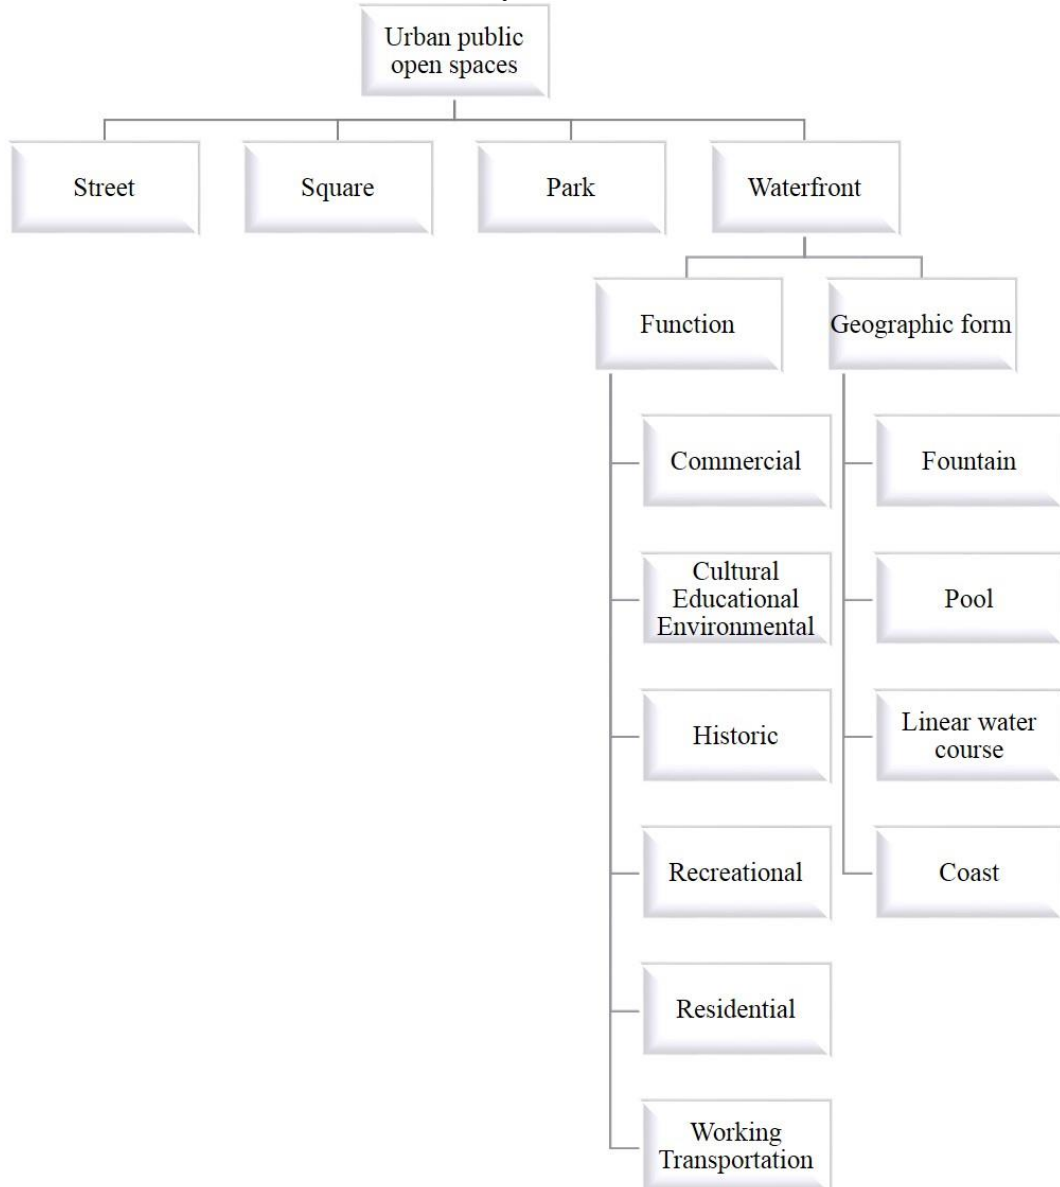 Urban public
open spaces
Street
Square
Park
Waterfront
Function
Geographic form
Commercial
Cultural
Educational
Environmental
Historic
Recreational
Residential
Working
Transportation
Fountain
Pool
Linear water
course
Coast